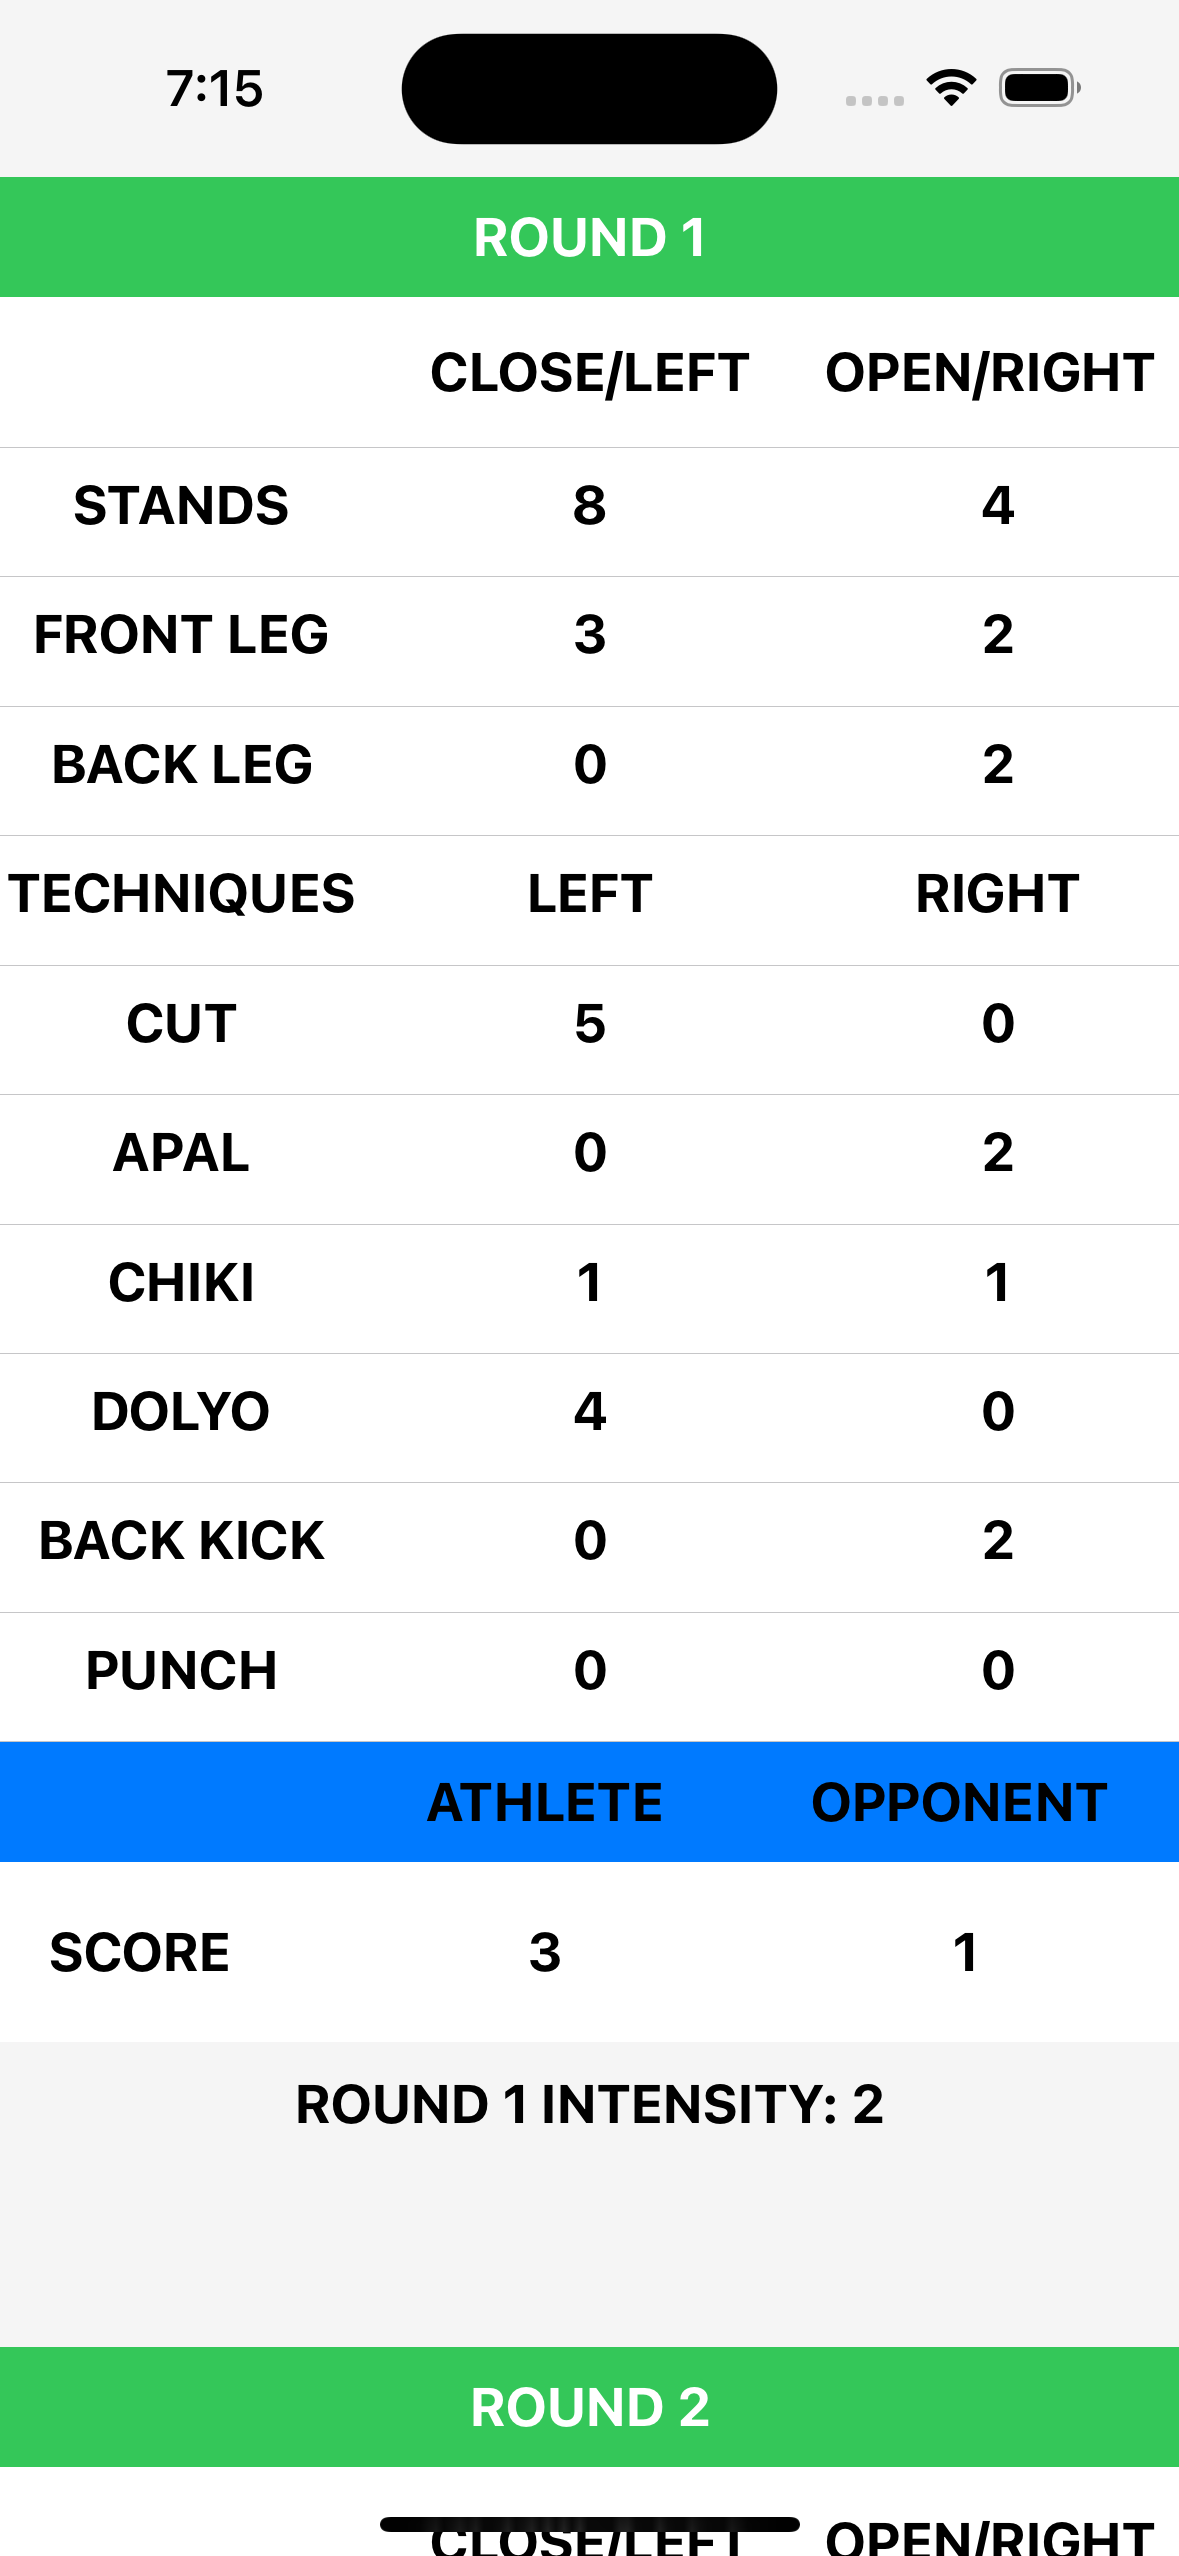 7:15
ROUND 1
CLOSE/LEFT OPEN/RIGHT
STANDS 8 4
FRONT LEG 3 2
BACK LEG 0 2
TECHNIQUES LEFT RIGHT
CUT 5 0
APAL 0 2
CHIKI 1 1
DOLYO 4 0
BACK KICK 0 2
PUNCH 0 0
ATHLETE OPPONENT
SCORE 3 1
ROUND 1 INTENSITY: 2
ROUND 2
CLOSE/LEFT OPEN/RIGHT